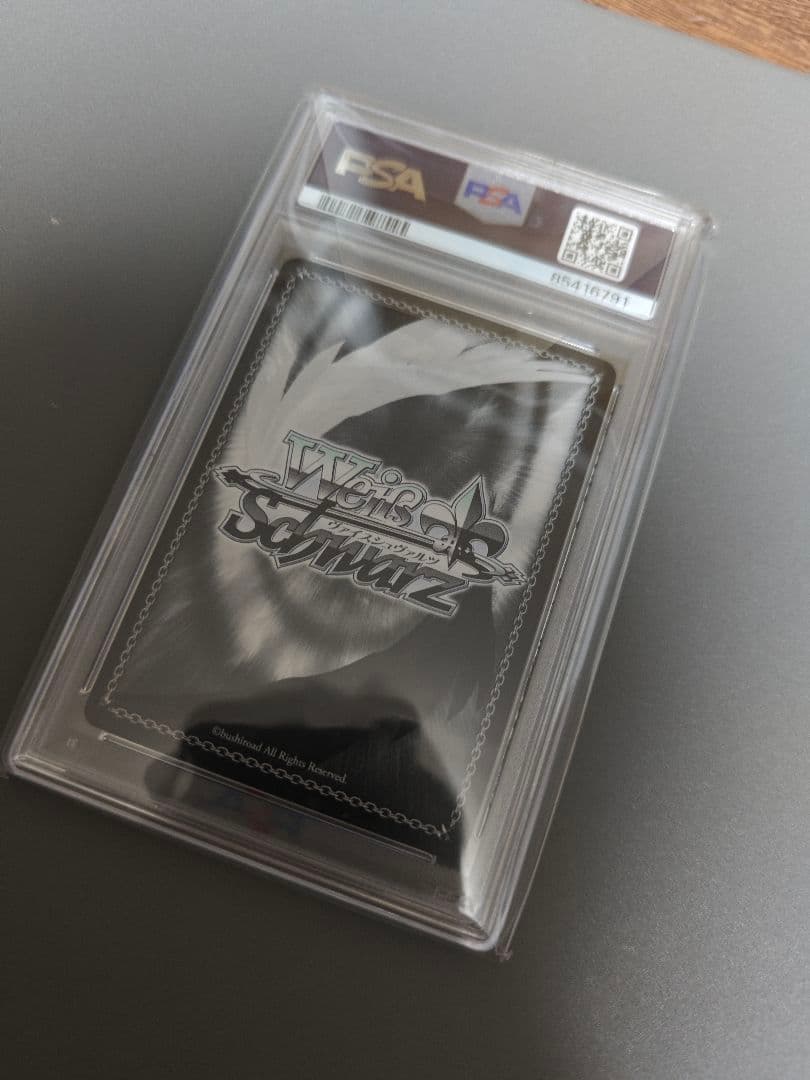 PSA
PSA
85416791
Weiß
ヴァイスシュヴァルツ
Schwarz
©bushiroad All Rights Reserved.